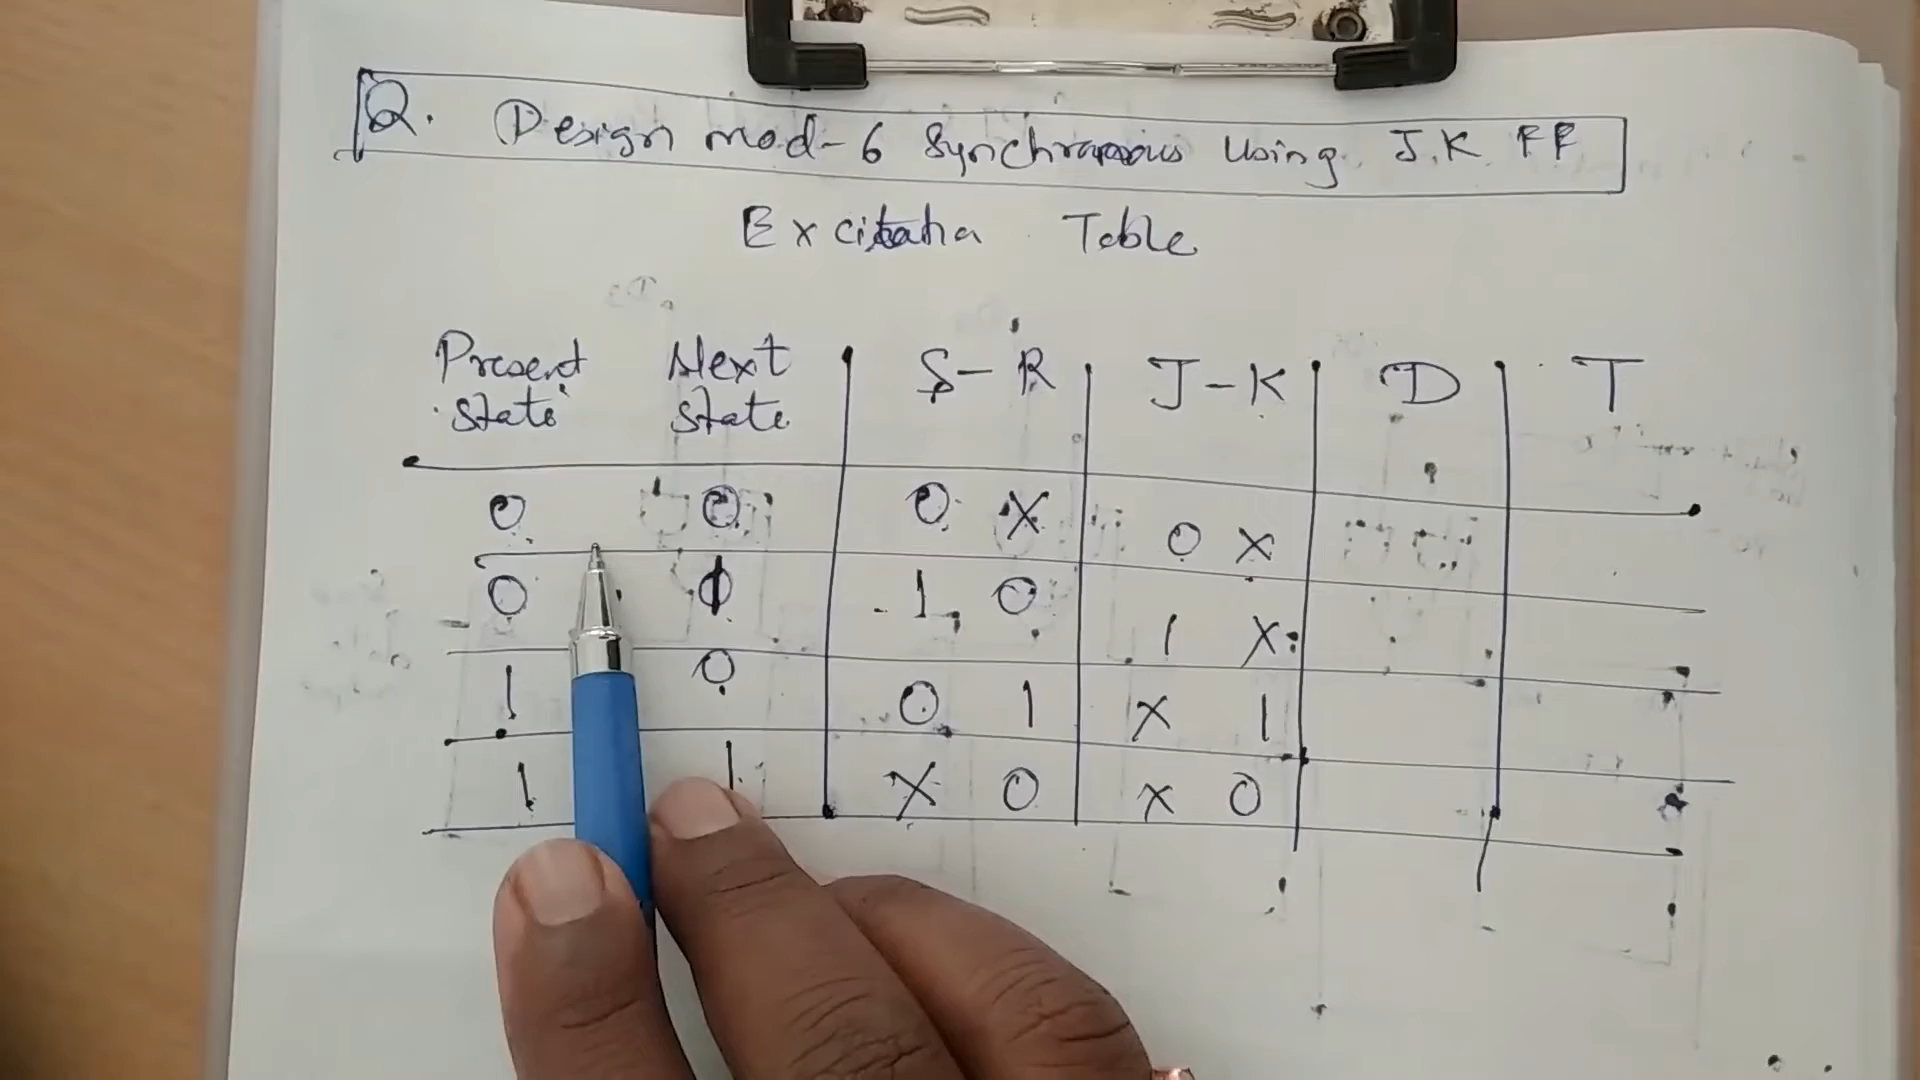 Q. Design mod-6 Synchronous Using J.K FF
Excitation Table
Present state Next state S-R J-K D T
0 0 0 X 0 X
0 1 1 0 1 X
1 0 0 1 X 1
1 1 X 0 X 0